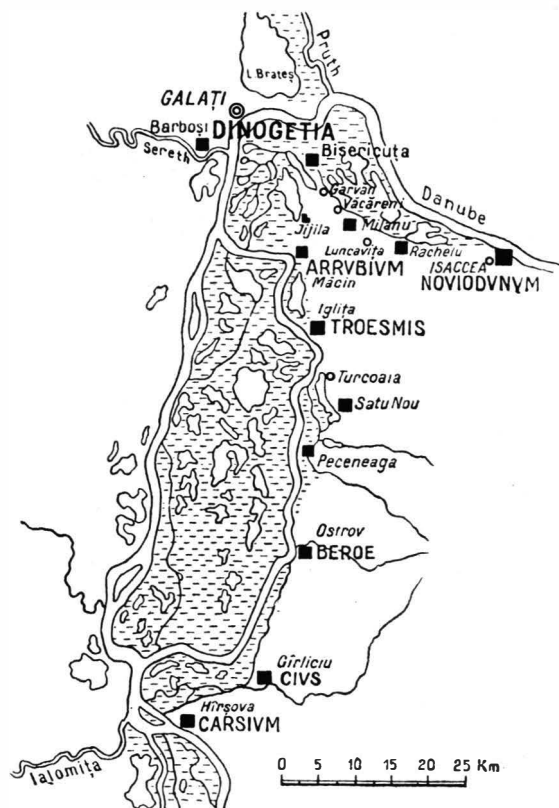 L. Brateș
Pruth
GALAȚI
Barboși
DINOGETIA
Sereth
Bisericuța
Garvăn
Văcăreni
Danube
Jijila
Milanu
Luncavița
Rachelu
ISACCEA
ARRVBIVM
NOVIODVNVM
Măcin
Iglița
TROESMIS
Turcoaia
Satu Nou
Peceneaga
Ostrov
BEROE
Gîrliciu
CIVS
Hîrșova
CARSIVM
Ialomița
0 5 10 15 20 25 Km